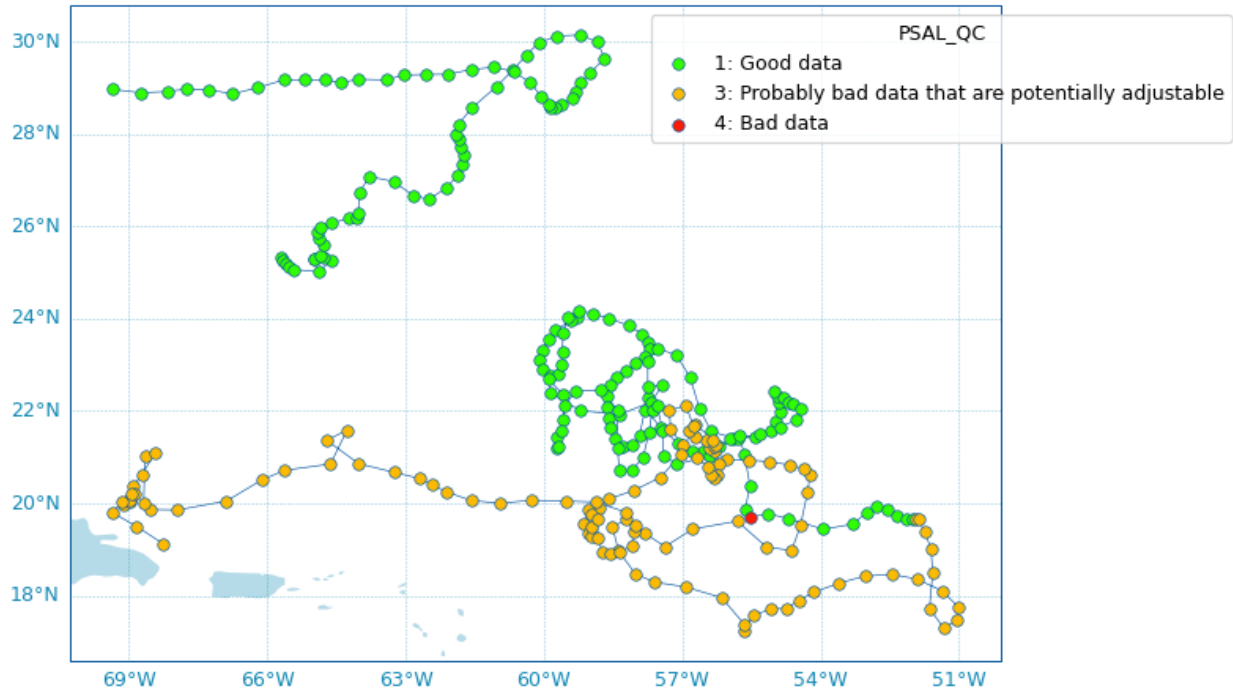 PSAL_QC
1: Good data
3: Probably bad data that are potentially adjustable
4: Bad data
30°N
28°N
26°N
24°N
22°N
20°N
18°N
69°W 66°W 63°W 60°W 57°W 54°W 51°W